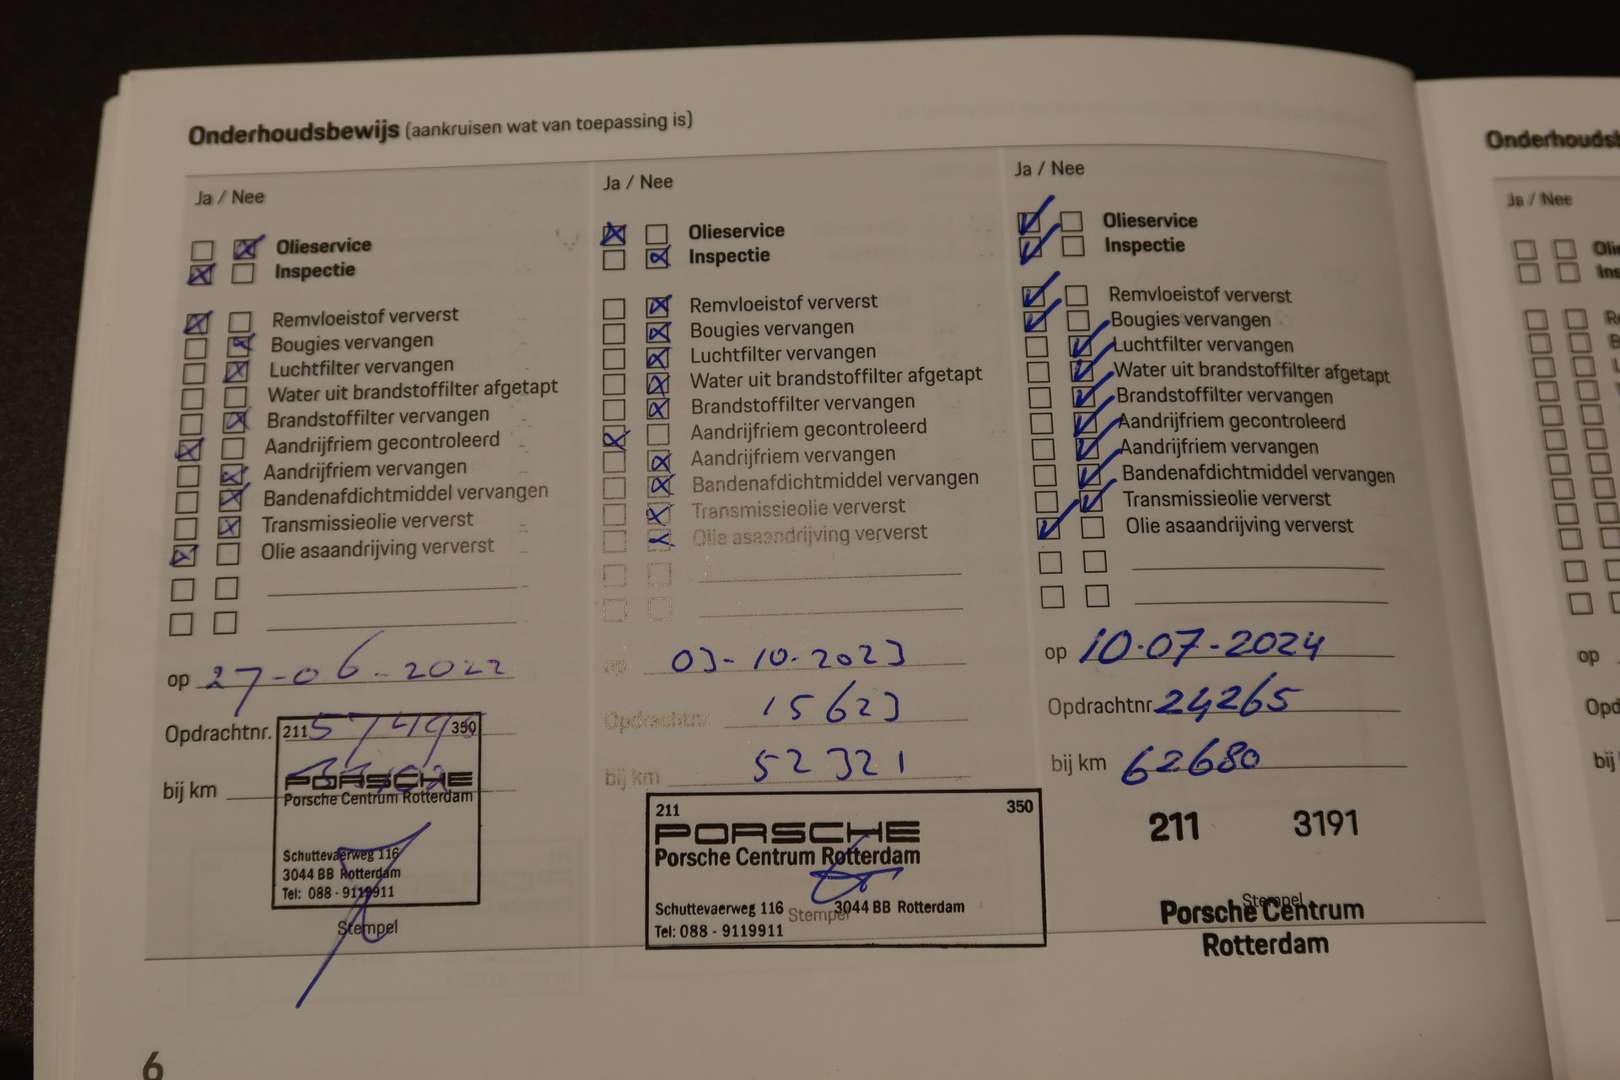 Onderhoudsbewijs (aankruisen wat van toepassing is)
Ja / Nee
Olieservice
Inspectie
Remvloeistof ververst
Bougies vervangen
Luchtfilter vervangen
Water uit brandstoffilter afgetapt
Brandstoffilter vervangen
Aandrijfriem gecontroleerd
Aandrijfriem vervangen
Bandenafdichtmiddel vervangen
Transmissieolie ververst
Olie asaandrijving ververst
op 27-06-2022
Opdrachtnr.
bij km
211 350
PORSCHE
Porsche Centrum Rotterdam
Schuttevaerweg 116
3044 BB Rotterdam
Tel: 088 - 9119911
Stempel
Ja / Nee
Olieservice
Inspectie
Remvloeistof ververst
Bougies vervangen
Luchtfilter vervangen
Water uit brandstoffilter afgetapt
Brandstoffilter vervangen
Aandrijfriem gecontroleerd
Aandrijfriem vervangen
Bandenafdichtmiddel vervangen
Transmissieolie ververst
Olie asaandrijving ververst
op 03-10-2023
Opdrachtnr. 15623
bij km 52321
211 350
PORSCHE
Porsche Centrum Rotterdam
Schuttevaerweg 116 3044 BB Rotterdam
Stempel
Tel: 088 - 9119911
Ja / Nee
Olieservice
Inspectie
Remvloeistof ververst
Bougies vervangen
Luchtfilter vervangen
Water uit brandstoffilter afgetapt
Brandstoffilter vervangen
Aandrijfriem gecontroleerd
Aandrijfriem vervangen
Bandenafdichtmiddel vervangen
Transmissieolie ververst
Olie asaandrijving ververst
op 10-07-2024
Opdrachtnr. 24265
bij km 62680
211 3191
Stempel
Porsche Centrum
Rotterdam
6
Onderhoudsb
Ja / Nee
Olie
Ins
op
Opd
bij